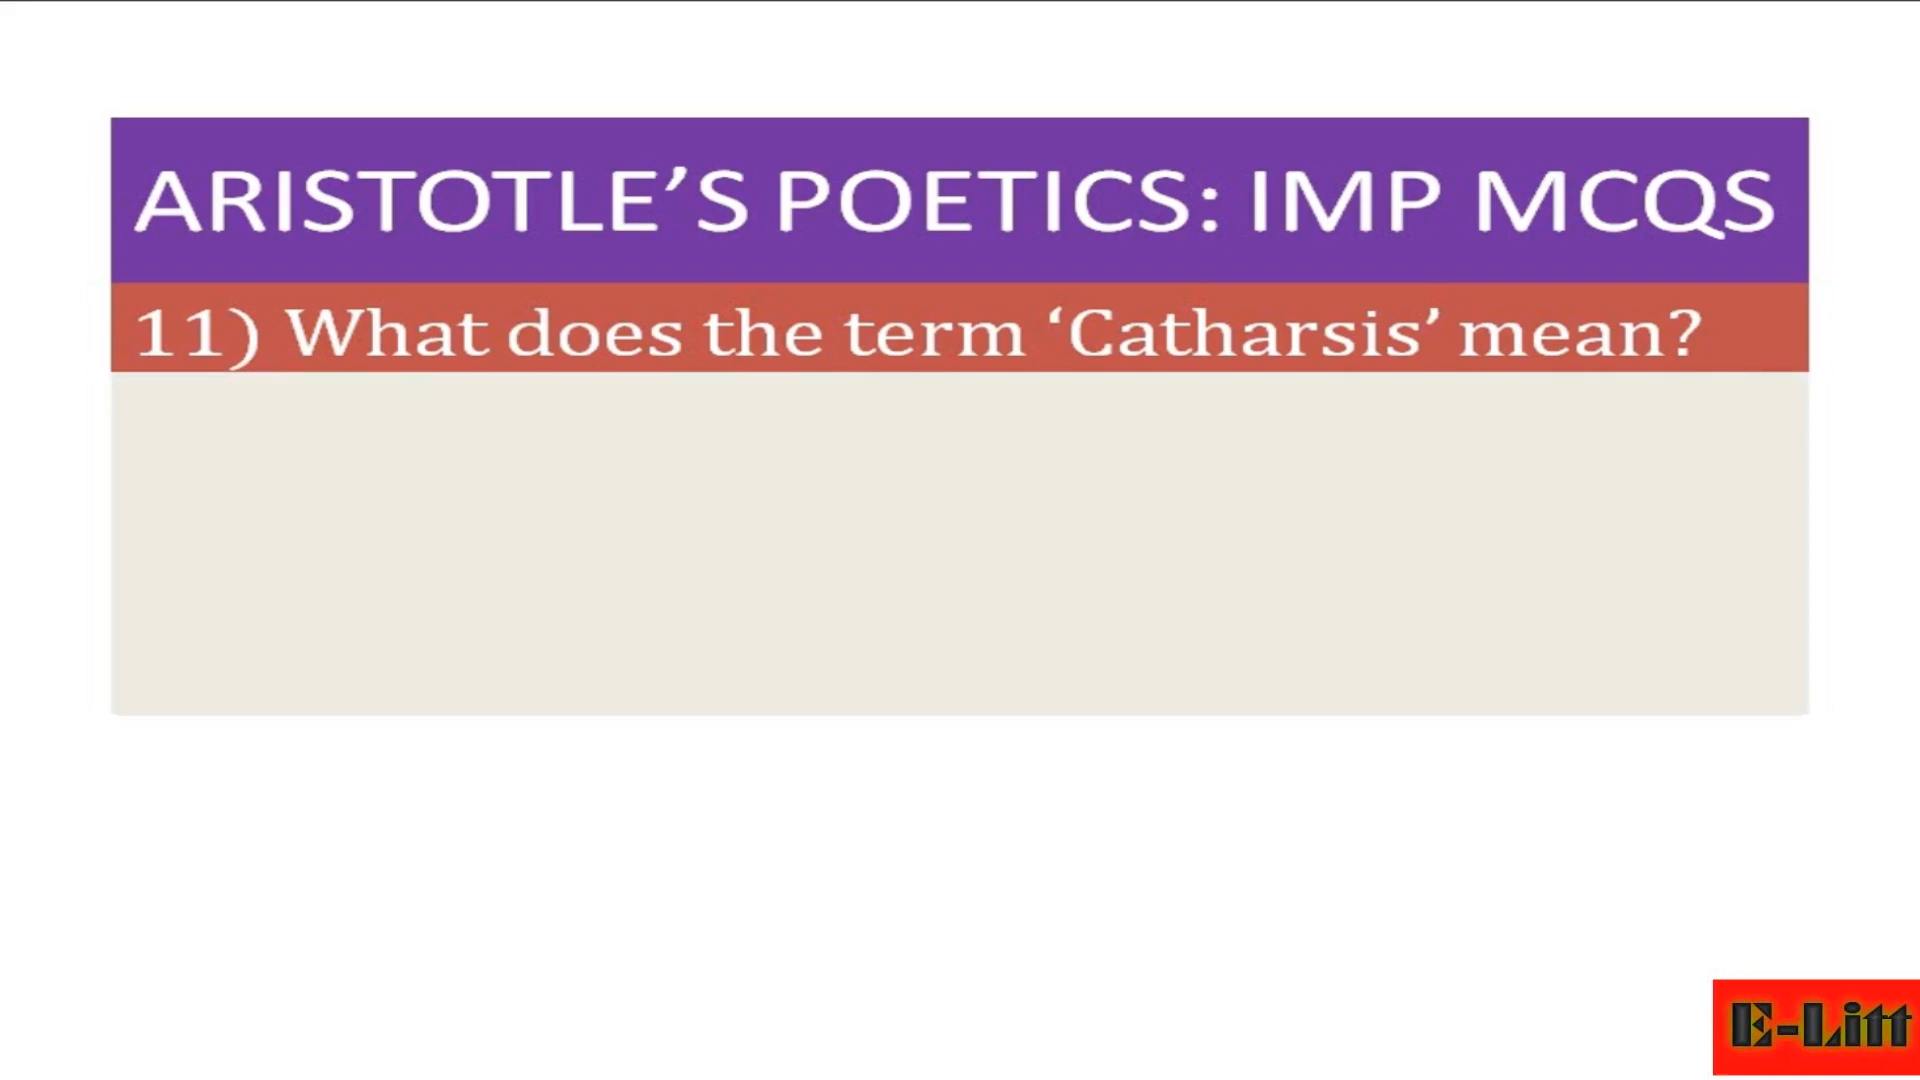 ARISTOTLE’S POETICS: IMP MCQS
11) What does the term ‘Catharsis’ mean?
E-Litt